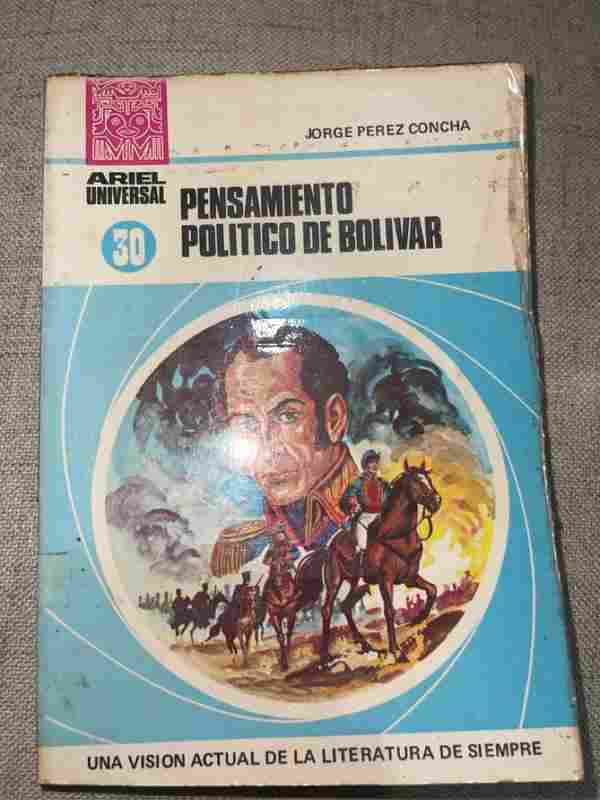 JORGE PEREZ CONCHA
ARIEL
UNIVERSAL
30
PENSAMIENTO
POLITICO DE BOLIVAR
UNA VISION ACTUAL DE LA LITERATURA DE SIEMPRE